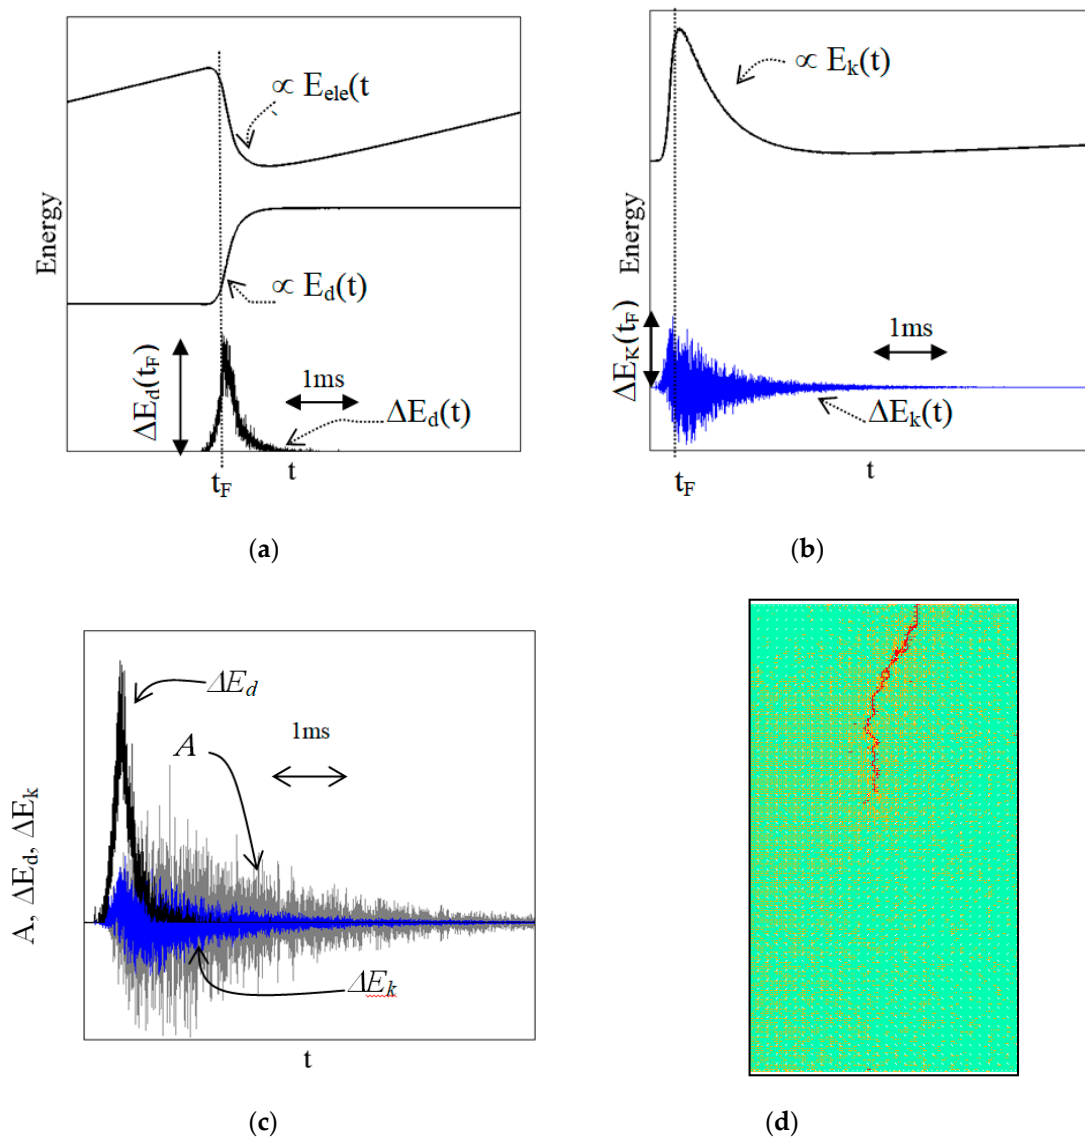 (a)
∝ Eele(t
∝ Ed(t)
Energy
ΔEd(tF)
1ms
ΔEd(t)
tF
t
(b)
∝ Ek(t)
Energy
ΔEK(tF)
1ms
ΔEk(t)
tF
t
(c)
ΔEd
A
1ms
ΔEk
A, ΔEd, ΔEk
t
(d)